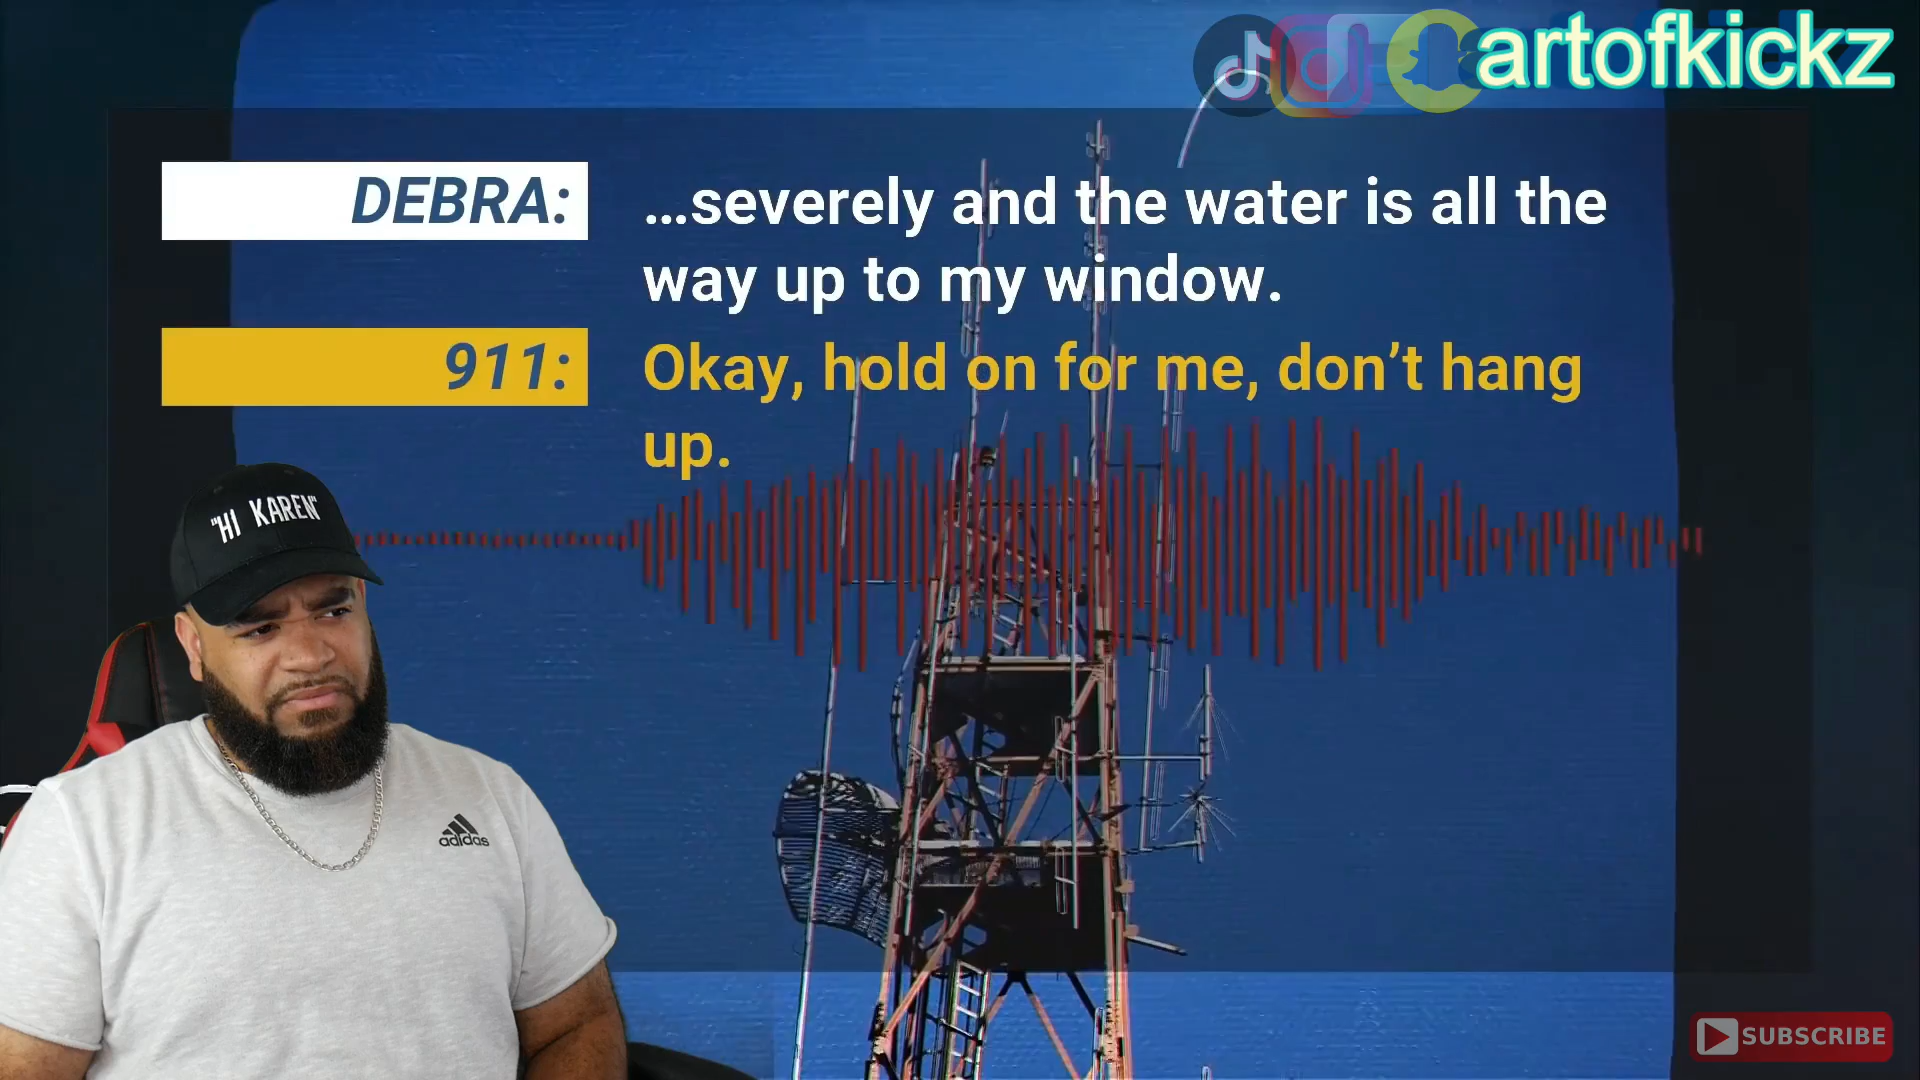 artofkickz
DEBRA: …severely and the water is all the
way up to my window.
911: Okay, hold on for me, don’t hang
up.
"HI KAREN"
adidas
SUBSCRIBE